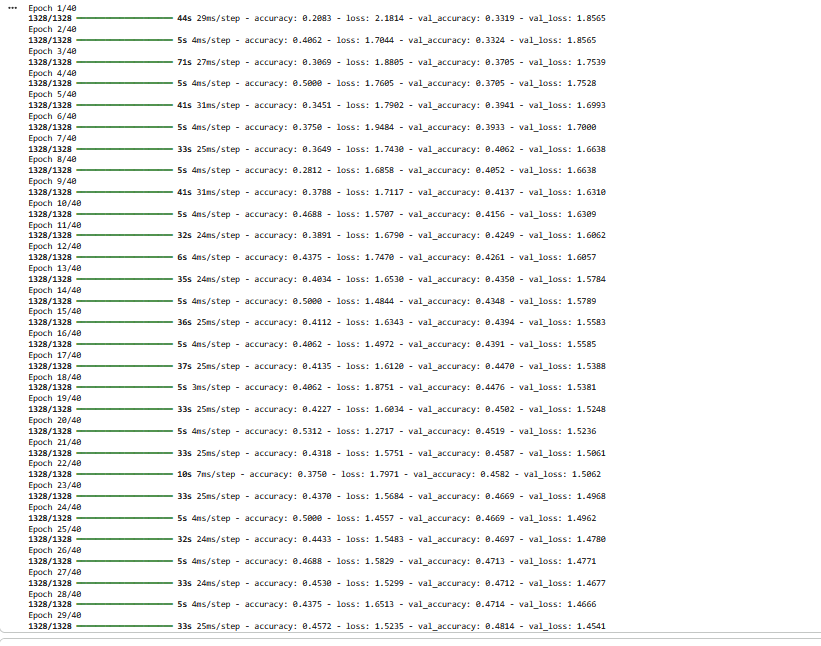 Epoch 1/40
1328/1328 44s 29ms/step - accuracy: 0.2083 - loss: 2.1814 - val_accuracy: 0.3319 - val_loss: 1.8565
Epoch 2/40
1328/1328 5s 4ms/step - accuracy: 0.4062 - loss: 1.7044 - val_accuracy: 0.3324 - val_loss: 1.8565
Epoch 3/40
1328/1328 71s 27ms/step - accuracy: 0.3069 - loss: 1.8805 - val_accuracy: 0.3705 - val_loss: 1.7539
Epoch 4/40
1328/1328 5s 4ms/step - accuracy: 0.5000 - loss: 1.7605 - val_accuracy: 0.3705 - val_loss: 1.7528
Epoch 5/40
1328/1328 41s 31ms/step - accuracy: 0.3451 - loss: 1.7902 - val_accuracy: 0.3941 - val_loss: 1.6993
Epoch 6/40
1328/1328 5s 4ms/step - accuracy: 0.3750 - loss: 1.9484 - val_accuracy: 0.3933 - val_loss: 1.7000
Epoch 7/40
1328/1328 33s 25ms/step - accuracy: 0.3649 - loss: 1.7430 - val_accuracy: 0.4062 - val_loss: 1.6638
Epoch 8/40
1328/1328 5s 4ms/step - accuracy: 0.2812 - loss: 1.6858 - val_accuracy: 0.4052 - val_loss: 1.6638
Epoch 9/40
1328/1328 41s 31ms/step - accuracy: 0.3788 - loss: 1.7117 - val_accuracy: 0.4137 - val_loss: 1.6310
Epoch 10/40
1328/1328 5s 4ms/step - accuracy: 0.4688 - loss: 1.5707 - val_accuracy: 0.4156 - val_loss: 1.6309
Epoch 11/40
1328/1328 32s 24ms/step - accuracy: 0.3891 - loss: 1.6790 - val_accuracy: 0.4249 - val_loss: 1.6062
Epoch 12/40
1328/1328 6s 4ms/step - accuracy: 0.4375 - loss: 1.7470 - val_accuracy: 0.4261 - val_loss: 1.6057
Epoch 13/40
1328/1328 35s 24ms/step - accuracy: 0.4034 - loss: 1.6530 - val_accuracy: 0.4350 - val_loss: 1.5784
Epoch 14/40
1328/1328 5s 4ms/step - accuracy: 0.5000 - loss: 1.4844 - val_accuracy: 0.4348 - val_loss: 1.5789
Epoch 15/40
1328/1328 36s 25ms/step - accuracy: 0.4112 - loss: 1.6343 - val_accuracy: 0.4394 - val_loss: 1.5583
Epoch 16/40
1328/1328 5s 4ms/step - accuracy: 0.4062 - loss: 1.4972 - val_accuracy: 0.4391 - val_loss: 1.5585
Epoch 17/40
1328/1328 37s 25ms/step - accuracy: 0.4135 - loss: 1.6120 - val_accuracy: 0.4470 - val_loss: 1.5388
Epoch 18/40
1328/1328 5s 3ms/step - accuracy: 0.4062 - loss: 1.8751 - val_accuracy: 0.4476 - val_loss: 1.5381
Epoch 19/40
1328/1328 33s 25ms/step - accuracy: 0.4227 - loss: 1.6034 - val_accuracy: 0.4502 - val_loss: 1.5248
Epoch 20/40
1328/1328 5s 4ms/step - accuracy: 0.5312 - loss: 1.2717 - val_accuracy: 0.4519 - val_loss: 1.5236
Epoch 21/40
1328/1328 33s 25ms/step - accuracy: 0.4318 - loss: 1.5751 - val_accuracy: 0.4587 - val_loss: 1.5061
Epoch 22/40
1328/1328 10s 7ms/step - accuracy: 0.3750 - loss: 1.7971 - val_accuracy: 0.4582 - val_loss: 1.5062
Epoch 23/40
1328/1328 33s 25ms/step - accuracy: 0.4370 - loss: 1.5684 - val_accuracy: 0.4669 - val_loss: 1.4968
Epoch 24/40
1328/1328 5s 4ms/step - accuracy: 0.5000 - loss: 1.4557 - val_accuracy: 0.4669 - val_loss: 1.4962
Epoch 25/40
1328/1328 32s 24ms/step - accuracy: 0.4433 - loss: 1.5483 - val_accuracy: 0.4697 - val_loss: 1.4780
Epoch 26/40
1328/1328 5s 4ms/step - accuracy: 0.4688 - loss: 1.5829 - val_accuracy: 0.4713 - val_loss: 1.4771
Epoch 27/40
1328/1328 33s 24ms/step - accuracy: 0.4530 - loss: 1.5299 - val_accuracy: 0.4712 - val_loss: 1.4677
Epoch 28/40
1328/1328 5s 4ms/step - accuracy: 0.4375 - loss: 1.6513 - val_accuracy: 0.4714 - val_loss: 1.4666
Epoch 29/40
1328/1328 33s 25ms/step - accuracy: 0.4572 - loss: 1.5235 - val_accuracy: 0.4814 - val_loss: 1.4541